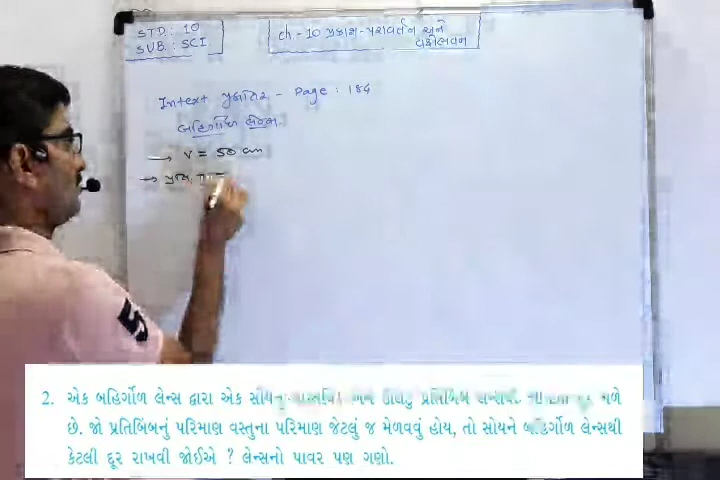 STD : 10
SUB. : SCI
ch - 10 પ્રકાશ - પરાવર્તન અને
વક્રીભવન
Intext પ્રશ્નોત્તર - Page : 184
બહિર્ગોળ લેન્સ.
→ v = 50 cm
→
2. એક બહિર્ગોળ લેન્સ દ્વારા એક સોયનું પ્રતિબિંબ મળે
છે. જો પ્રતિબિંબનું પરિમાણ વસ્તુના પરિમાણ જેટલું જ મેળવવું હોય, તો સોયને બહિર્ગોળ લેન્સથી
કેટલી દૂર રાખવી જોઈએ ? લેન્સનો પાવર પણ ગણો.